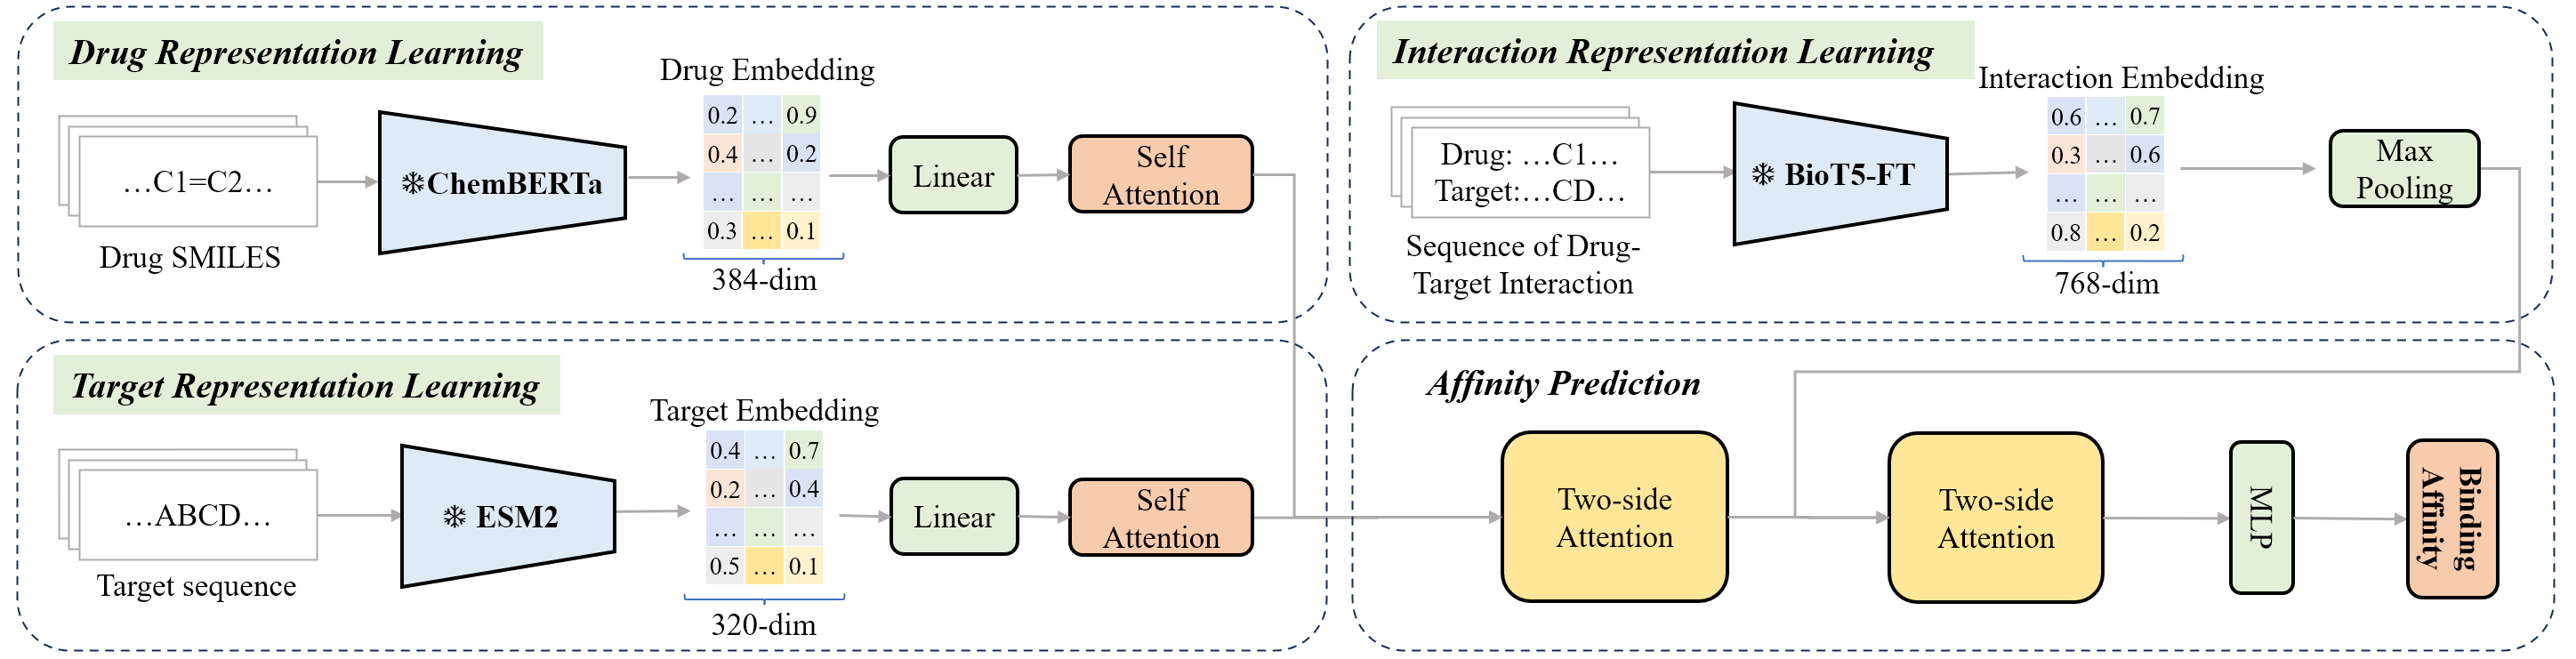 Drug Representation Learning
Drug Embedding
…C1=C2…
Drug SMILES
❄ChemBERTa
0.2 … 0.9
0.4 … 0.2
… … …
0.3 … 0.1
384-dim
Linear
Self
Attention
Interaction Representation Learning
Interaction Embedding
Drug: …C1…
Target:…CD…
Sequence of Drug-
Target Interaction
❄ BioT5-FT
0.6 … 0.7
0.3 … 0.6
… … …
0.8 … 0.2
768-dim
Max
Pooling
Target Representation Learning
Target Embedding
…ABCD…
Target sequence
❄ ESM2
0.4 … 0.7
0.2 … 0.4
… … …
0.5 … 0.1
320-dim
Linear
Self
Attention
Affinity Prediction
Two-side
Attention
Two-side
Attention
MLP
Binding
Affinity